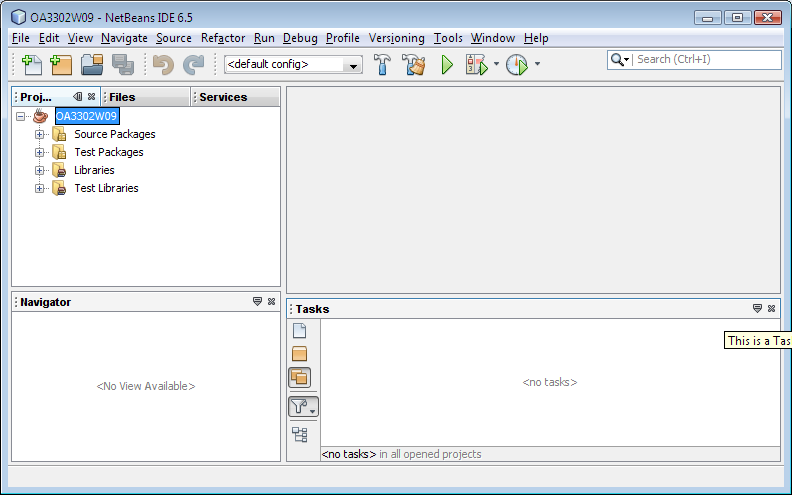 OA3302W09 - NetBeans IDE 6.5
File Edit View Navigate Source Refactor Run Debug Profile Versioning Tools Window Help
<default config>
Search (Ctrl+I)
Proj... Files Services
OA3302W09
Source Packages
Test Packages
Libraries
Test Libraries
Navigator
<No View Available>
Tasks
This is a Tas
<no tasks>
<no tasks> in all opened projects